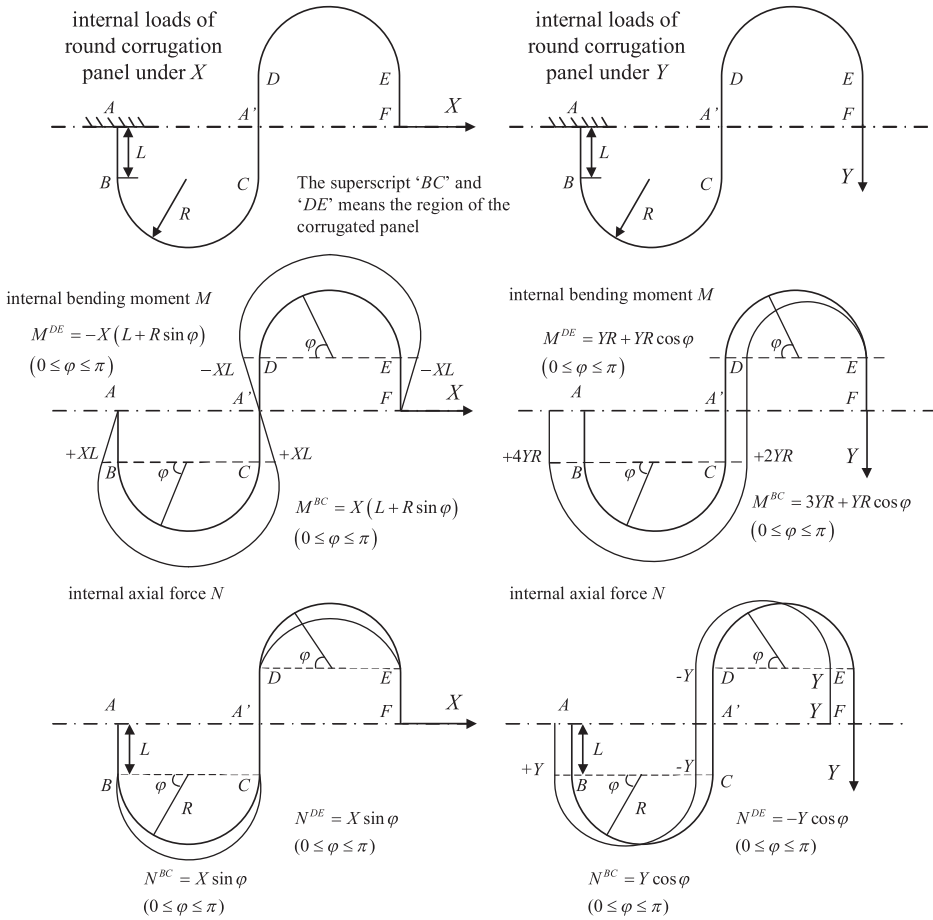 internal loads of
round corrugation
panel under X
D
E
A
A'
F
X
L
B
C
R
The superscript ‘BC’ and
‘DE’ means the region of the
corrugated panel
internal loads of
round corrugation
panel under Y
D
E
A
A'
F
L
B
C
Y
R
internal bending moment M
M^{DE} = −X(L + R sin φ)
(0 ≤ φ ≤ π)
φ
−XL
D
E
−XL
A
A'
F
X
+XL
B
φ
C
+XL
M^{BC} = X(L + R sin φ)
(0 ≤ φ ≤ π)
internal bending moment M
M^{DE} = YR + YR cos φ
(0 ≤ φ ≤ π)
φ
D
E
A
A'
F
+4YR
B
φ
C
+2YR
Y
M^{BC} = 3YR + YR cos φ
(0 ≤ φ ≤ π)
internal axial force N
φ
D
E
A
A'
F
X
L
B
φ
C
R
N^{DE} = X sin φ
(0 ≤ φ ≤ π)
N^{BC} = X sin φ
(0 ≤ φ ≤ π)
internal axial force N
φ
-Y
D
Y
E
A
A'
Y
F
L
+Y
B
φ
-Y
C
Y
R
N^{DE} = −Y cos φ
(0 ≤ φ ≤ π)
N^{BC} = Y cos φ
(0 ≤ φ ≤ π)